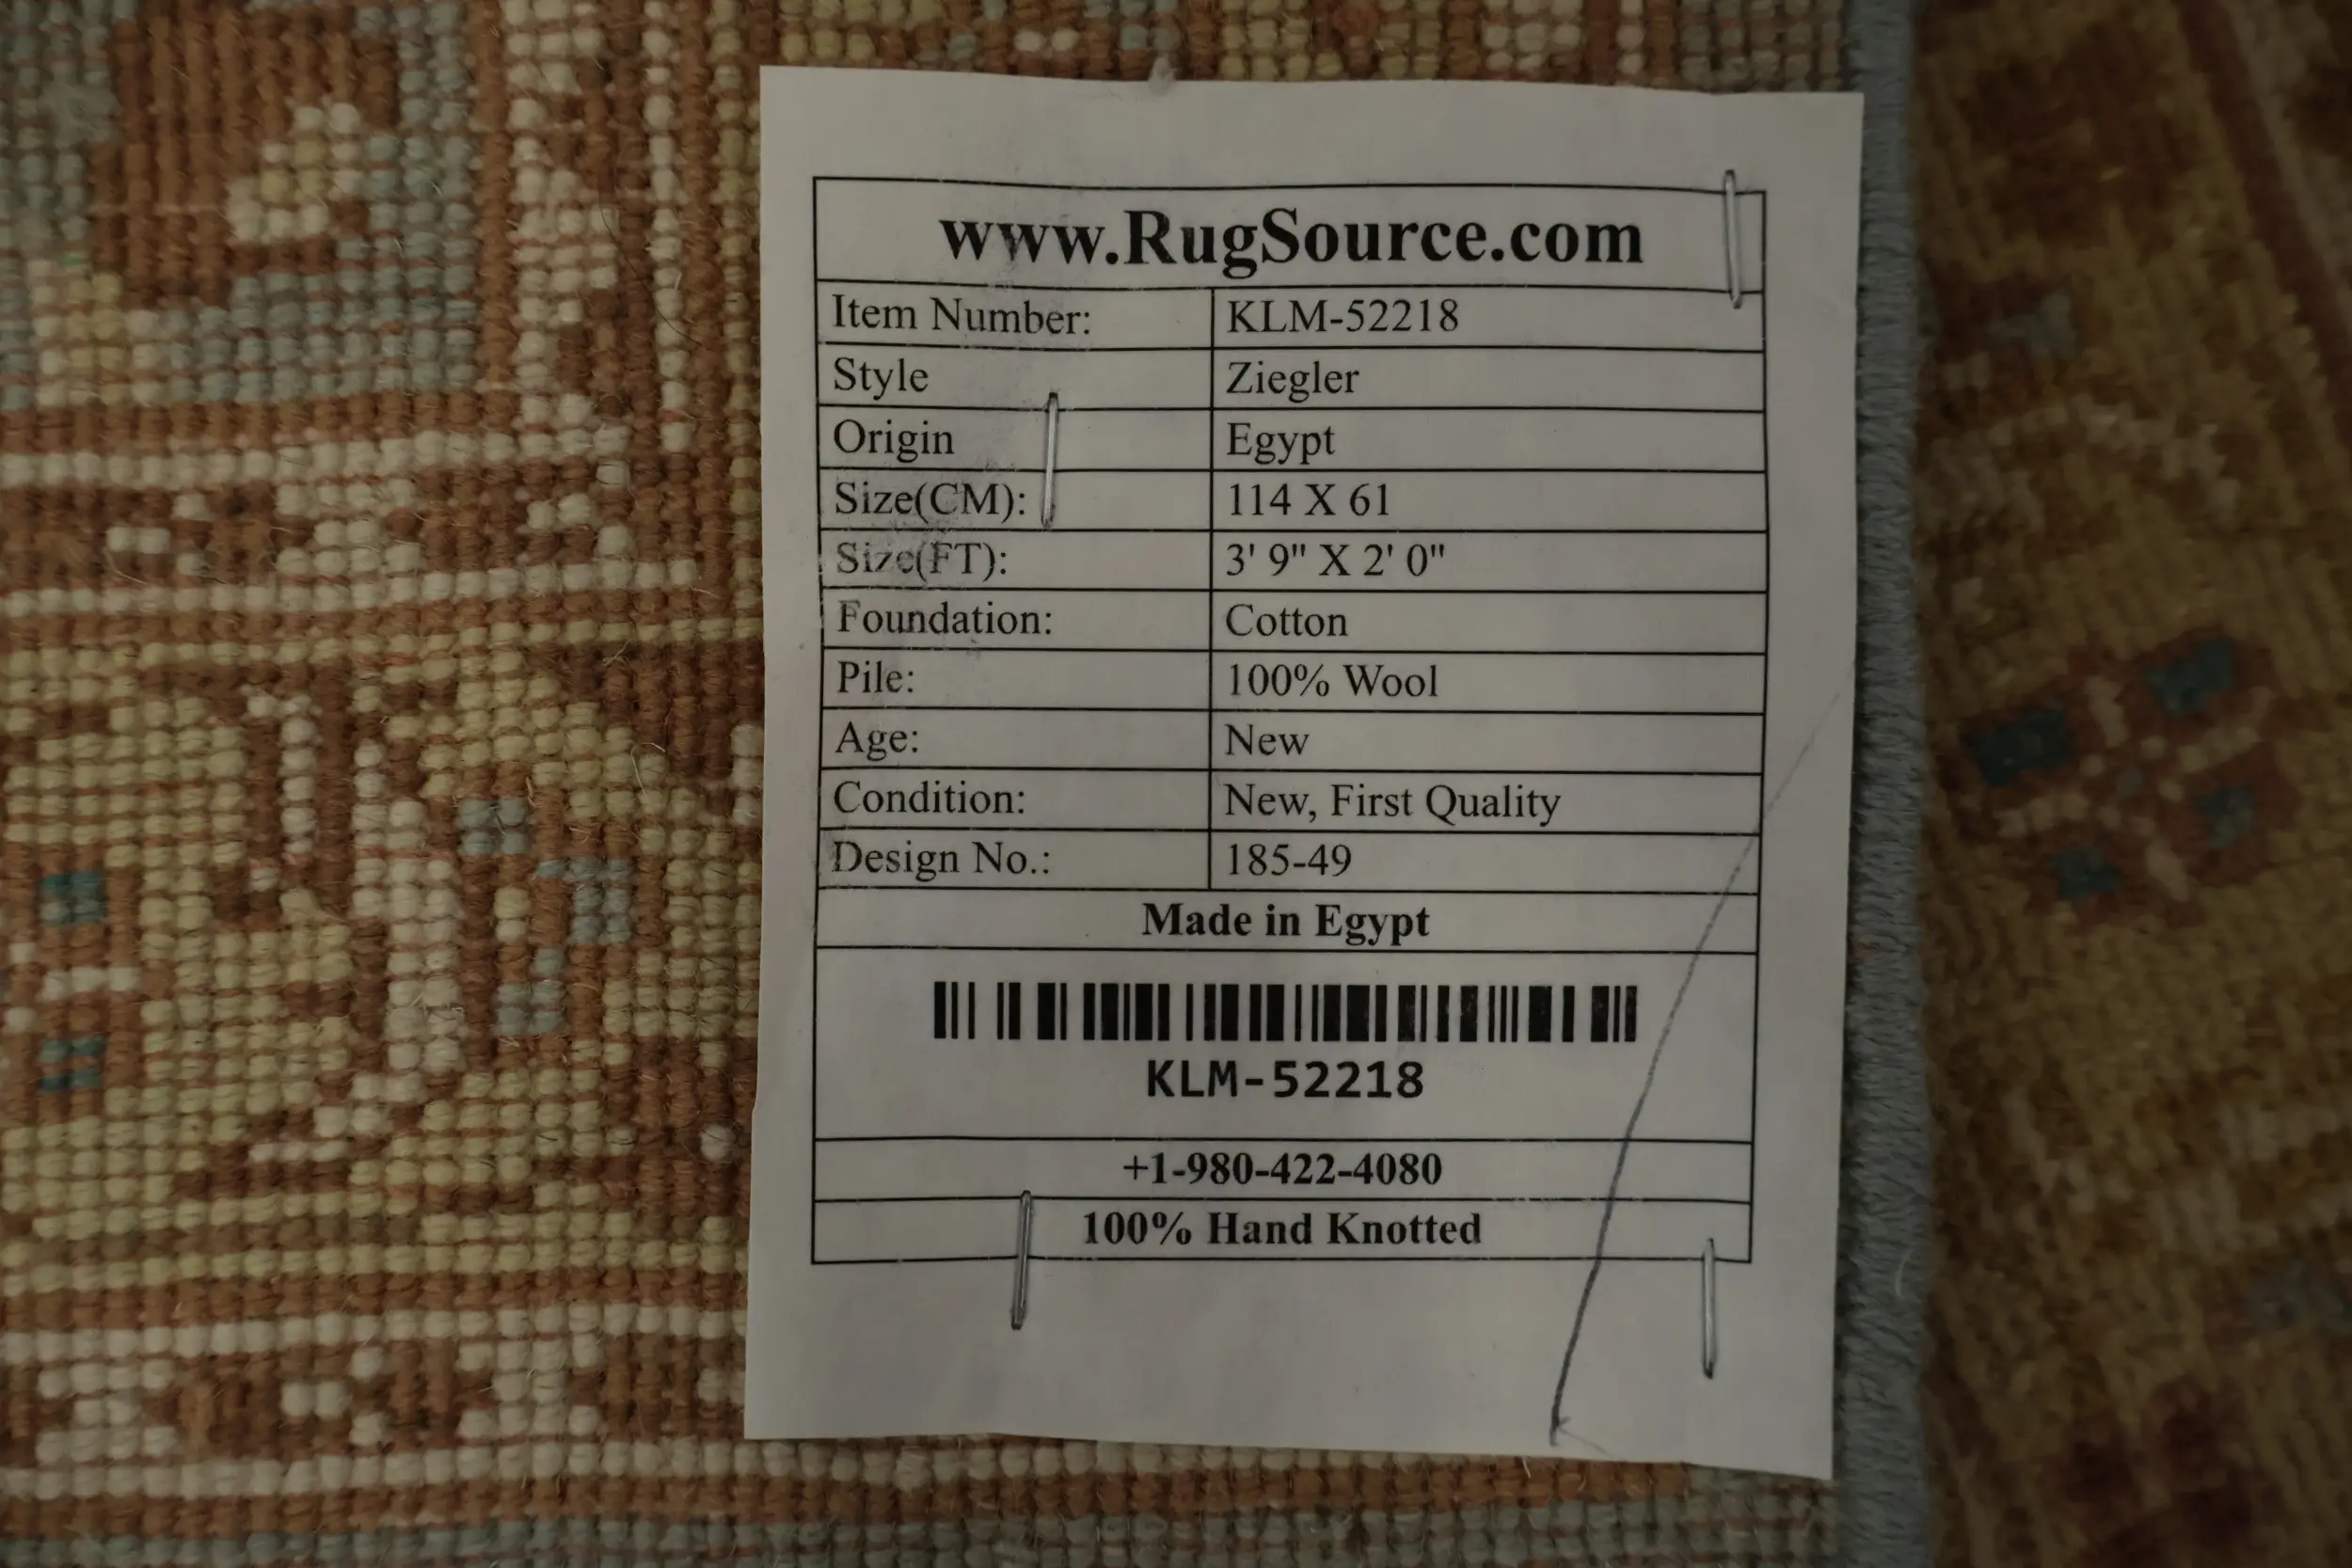 www.RugSource.com
Item Number: KLM-52218
Style Ziegler
Origin Egypt
Size(CM): 114 X 61
Size(FT): 3' 9" X 2' 0"
Foundation: Cotton
Pile: 100% Wool
Age: New
Condition: New, First Quality
Design No.: 185-49
Made in Egypt
KLM-52218
+1-980-422-4080
100% Hand Knotted